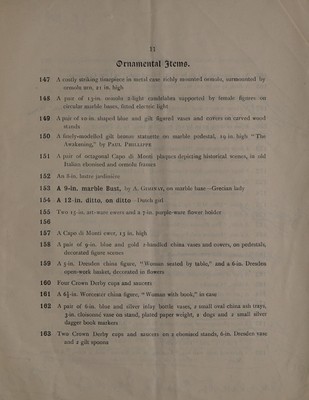 11
Ornamental Items.
147 A costly striking timepiece in metal case richly mounted ormolu, surmounted by
ormolu urn, 21 in. high
148 A pair of 13-in. ormolu 2-light candelabra supported by female figures on
circular marble bases, fitted electric light
149 A pair of 10-in. shaped blue and gilt figured vases and covers on carved wood
stands
150 A finely-modelled gilt bronze statuette on marble pedestal, 19 in. high "The
Awakening," by PAUL PHILLIPE
151 A pair of octagonal Capo di Monti plaques depicting historical women, in old
Italian ebonised and ormolu frames
152 An 8-in. lustre jardinière
153 A 9-in. marble Bust, by A. on marble base—Grecian lady
154 A 12-in. ditto, on ditto —Dutch girl
155 Two 13-in. art-ware ewers and a 7-in. purple-ware flower holder
156
157 A Capo di Monti ewer, 13 in. high
158 A pair of 9-in. blue and gold 2-handled china vases and covers, on pedestals,
decorated figure scenes
159 A 5-in. Dresden china figure, "Woman seated by table," and a 8-in. Dresden
open-work basket, decorated in flowers
160 Four Crown Derby cups and saucers
161 A 6½-in. Worcester china figure, "Woman with book," in case
162 A pair of 6-in. blue and silver inlay bottle vases, 2 small oval china ash trays,
3-in. cloisonné vase on stand, plated paper weight, 2 dogs and 2 small silver
dagger book markers
163 Two Crown Derby cups and saucers on 2 ebonised stands, 6-in. Dresden vase
and 2 gilt spoons